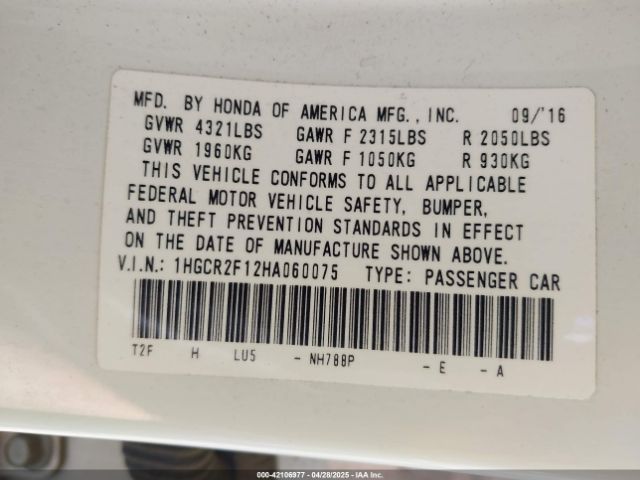 MFD. BY HONDA OF AMERICA MFG., INC. 09/'16
GVWR 4321LBS GAWR F 2315LBS R 2050LBS
GVWR 1960KG GAWR F 1050KG R 930KG
THIS VEHICLE CONFORMS TO ALL APPLICABLE
FEDERAL MOTOR VEHICLE SAFETY, BUMPER,
AND THEFT PREVENTION STANDARDS IN EFFECT
ON THE DATE OF MANUFACTURE SHOWN ABOVE.
V.I.N.: 1HGCR2F12HA060075 TYPE: PASSENGER CAR
T2F H LU5 - NH788P - E - A
000-42106977 - 04/28/2025 - IAA Inc.